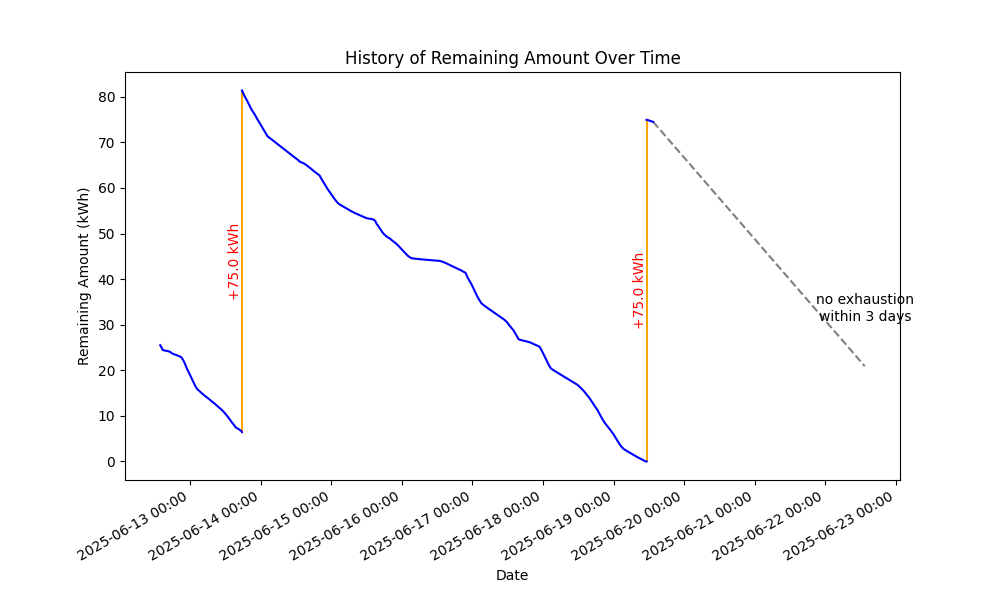 History of Remaining Amount Over Time
Remaining Amount (kWh)
80
70
60
50
40
30
20
10
0
+75.0 kWh
+75.0 kWh
no exhaustion
within 3 days
2025-06-13 00:00
2025-06-14 00:00
2025-06-15 00:00
2025-06-16 00:00
2025-06-17 00:00
2025-06-18 00:00
2025-06-19 00:00
2025-06-20 00:00
2025-06-21 00:00
2025-06-22 00:00
2025-06-23 00:00
Date